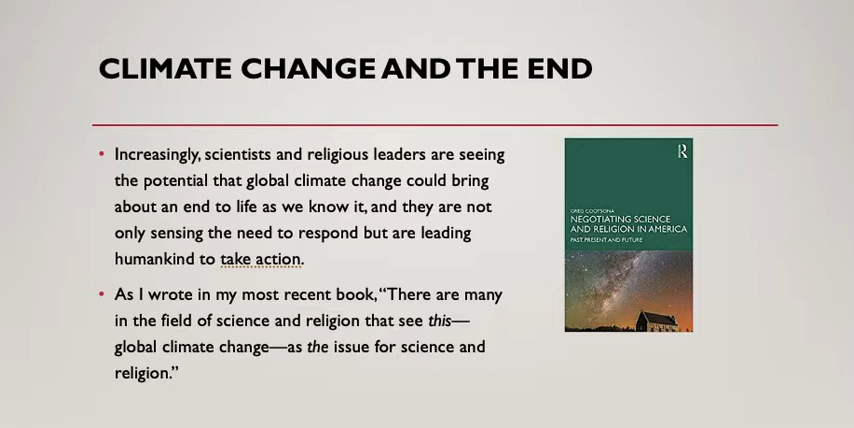 CLIMATE CHANGE AND THE END
• Increasingly, scientists and religious leaders are seeing
the potential that global climate change could bring
about an end to life as we know it, and they are not
only sensing the need to respond but are leading
humankind to take action.
• As I wrote in my most recent book, “There are many
in the field of science and religion that see this—
global climate change—as the issue for science and
religion.”
R
GREG COOTSONA
NEGOTIATING SCIENCE
AND RELIGION IN AMERICA
PAST, PRESENT, AND FUTURE